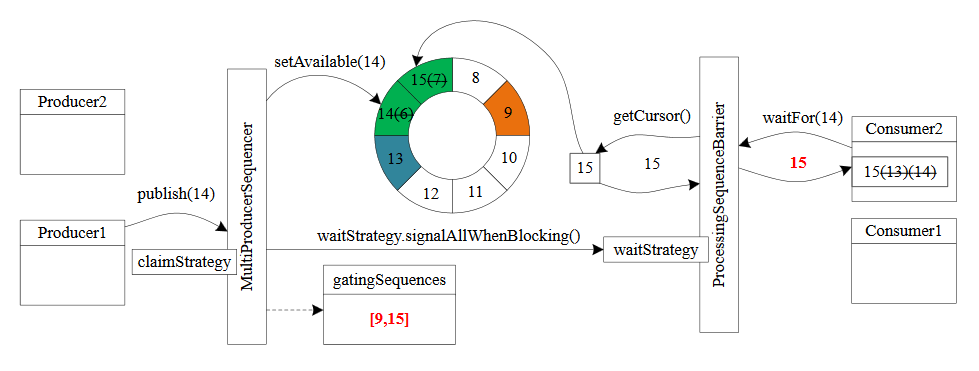 Producer2
Producer1
publish(14)
claimStrategy
MultiProducerSequencer
setAvailable(14)
15(7)
8
14(6)
9
13
10
12
11
waitStrategy.signalAllWhenBlocking()
gatingSequences
[9,15]
15
getCursor()
15
waitStrategy
ProcessingSequenceBarrier
waitFor(14)
15
Consumer2
15(13)(14)
Consumer1